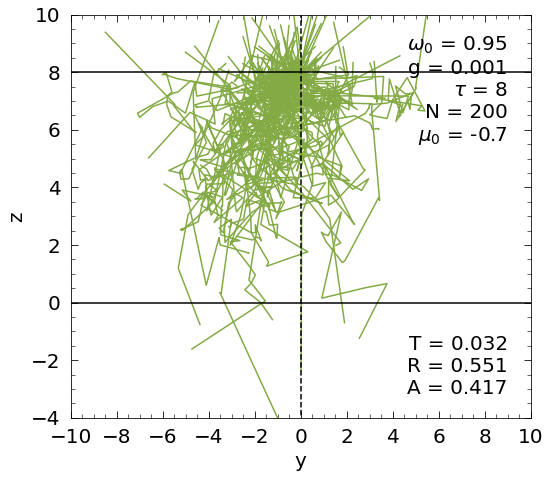 10
8
6
4
2
0
−2
−4
z
ω₀ = 0.95
g = 0.001
τ = 8
N = 200
μ₀ = -0.7
T = 0.032
R = 0.551
A = 0.417
−10 −8 −6 −4 −2 0 2 4 6 8 10
y